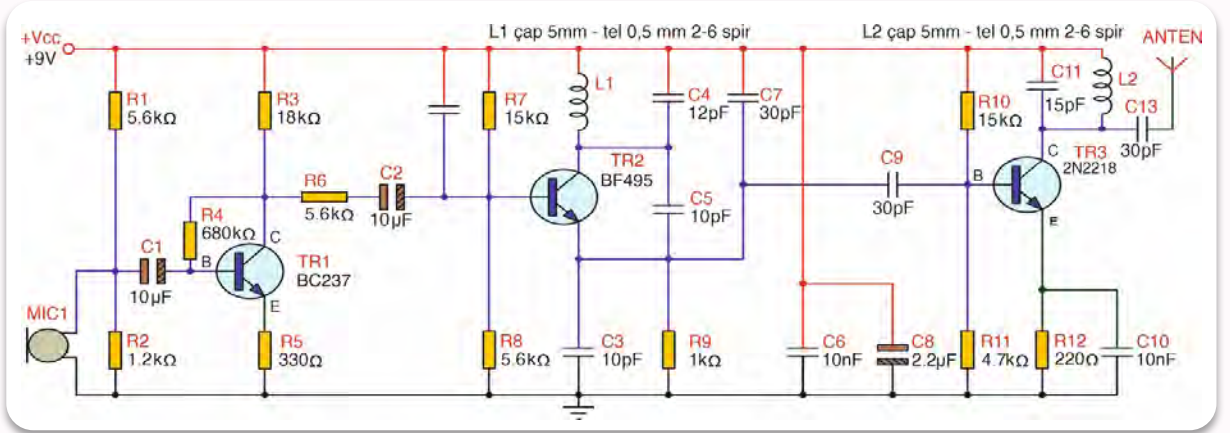 L1 çap 5mm - tel 0,5 mm 2-6 spir
L2 çap 5mm - tel 0,5 mm 2-6 spir
ANTEN
+Vcc
+9V
R1
5.6kΩ
R3
18kΩ
R7
15kΩ
L1
C4
12pF
C7
30pF
R10
15kΩ
C11
15pF
L2
C13
30pF
R4
680kΩ
R6
5.6kΩ
C2
10µF
TR2
BF495
C5
10pF
C9
30pF
B
C
E
TR3
2N2218
C1
10µF
B
C
E
TR1
BC237
MIC1
R2
1.2kΩ
R5
330Ω
R8
5.6kΩ
C3
10pF
R9
1kΩ
C6
10nF
C8
2.2µF
R11
4.7kΩ
R12
220Ω
C10
10nF